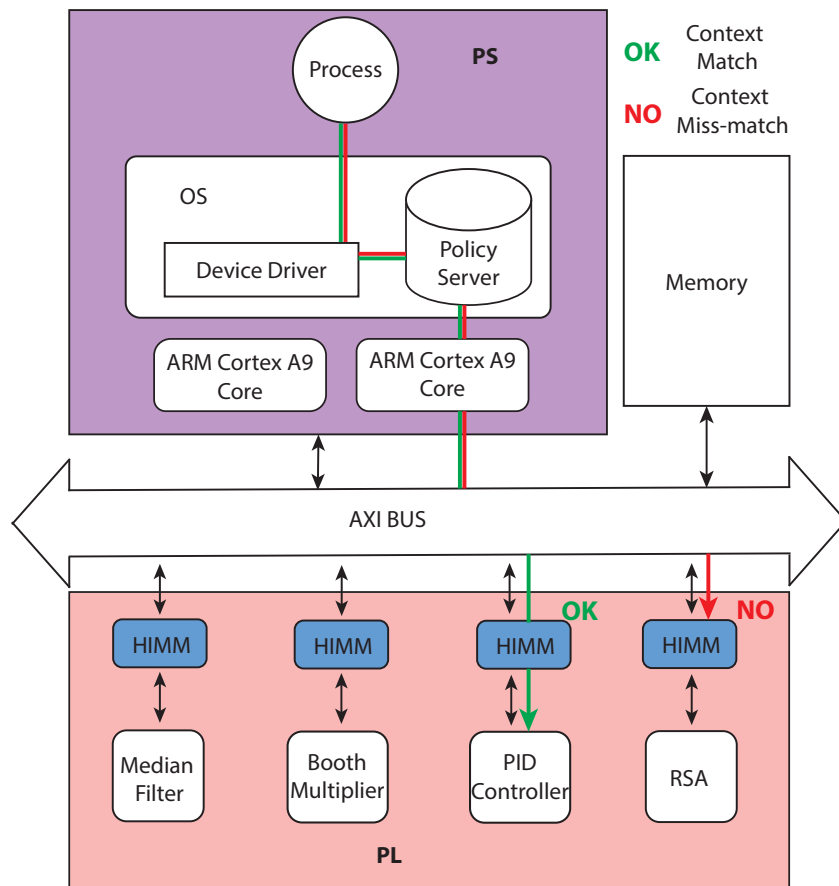 PS
Process
OK
Context
Match
NO
Context
Miss-match
OS
Device Driver
Policy
Server
Memory
ARM Cortex A9
Core
ARM Cortex A9
Core
AXI BUS
OK
NO
HIMM
HIMM
HIMM
HIMM
Median
Filter
Booth
Multiplier
PID
Controller
RSA
PL